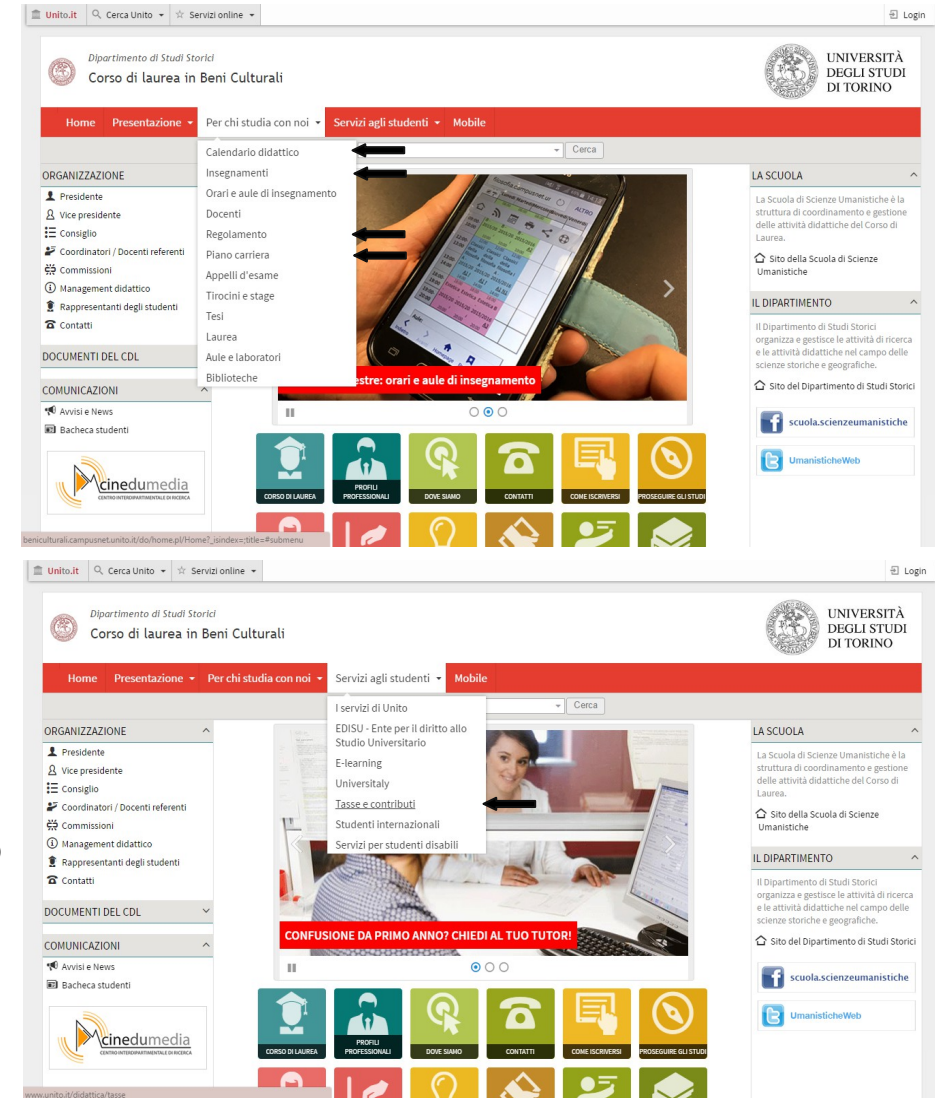 Unito.it Cerca Unito Servizi online Login
Dipartimento di Studi Storici
Corso di laurea in Beni Culturali
UNIVERSITÀ
DEGLI STUDI
DI TORINO
Home Presentazione Per chi studia con noi Servizi agli studenti Mobile
Cerca
Calendario didattico
Insegnamenti
Orari e aule di insegnamento
Docenti
Regolamento
Piano carriera
Appelli d'esame
Tirocini e stage
Tesi
Laurea
Aule e laboratori
Biblioteche
ORGANIZZAZIONE
Presidente
Vice presidente
Consiglio
Coordinatori / Docenti referenti
Commissioni
Management didattico
Rappresentanti degli studenti
Contatti
DOCUMENTI DEL CDL
COMUNICAZIONI
Avvisi e News
Bacheca studenti
cinedumedia
CENTRO INTERDIPARTIMENTALE DI RICERCA
estre: orari e aule di insegnamento
CORSO DI LAUREA
PROFILI
PROFESSIONALI
DOVE SIAMO
CONTATTI
COME ISCRIVERSI
PROSEGUIRE GLI STUDI
LA SCUOLA
La Scuola di Scienze Umanistiche è la
struttura di coordinamento e gestione
delle attività didattiche del Corso di
Laurea.
Sito della Scuola di Scienze
Umanistiche
IL DIPARTIMENTO
Il Dipartimento di Studi Storici
organizza e gestisce le attività di ricerca
e le attività didattiche nel campo delle
scienze storiche e geografiche.
Sito del Dipartimento di Studi Storici
scuola.scienzeumanistiche
UmanisticheWeb
beniculturali.campusnet.unito.it/do/home.pl/Home?_isindex=;title=#submenu
Unito.it Cerca Unito Servizi online Login
Dipartimento di Studi Storici
Corso di laurea in Beni Culturali
UNIVERSITÀ
DEGLI STUDI
DI TORINO
Home Presentazione Per chi studia con noi Servizi agli studenti Mobile
Cerca
I servizi di Unito
EDISU - Ente per il diritto allo
Studio Universitario
E-learning
Universitaly
Tasse e contributi
Studenti internazionali
Servizi per studenti disabili
ORGANIZZAZIONE
Presidente
Vice presidente
Consiglio
Coordinatori / Docenti referenti
Commissioni
Management didattico
Rappresentanti degli studenti
Contatti
DOCUMENTI DEL CDL
COMUNICAZIONI
Avvisi e News
Bacheca studenti
cinedumedia
CENTRO INTERDIPARTIMENTALE DI RICERCA
CONFUSIONE DA PRIMO ANNO? CHIEDI AL TUO TUTOR!
CORSO DI LAUREA
PROFILI
PROFESSIONALI
DOVE SIAMO
CONTATTI
COME ISCRIVERSI
PROSEGUIRE GLI STUDI
LA SCUOLA
La Scuola di Scienze Umanistiche è la
struttura di coordinamento e gestione
delle attività didattiche del Corso di
Laurea.
Sito della Scuola di Scienze
Umanistiche
IL DIPARTIMENTO
Il Dipartimento di Studi Storici
organizza e gestisce le attività di ricerca
e le attività didattiche nel campo delle
scienze storiche e geografiche.
Sito del Dipartimento di Studi Storici
scuola.scienzeumanistiche
UmanisticheWeb
www.unito.it/didattica/tasse